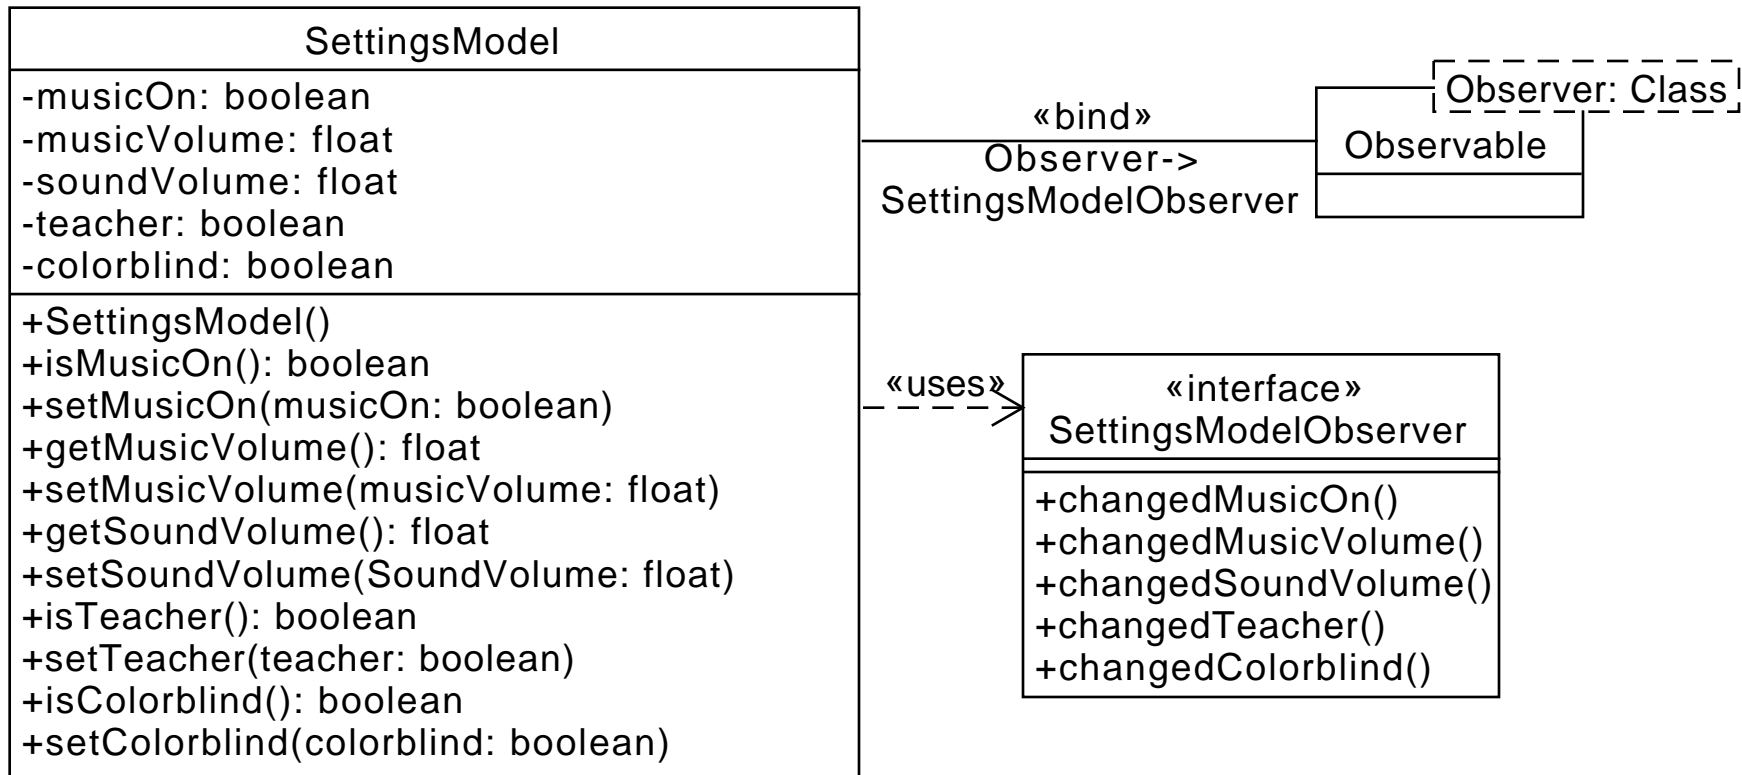 SettingsModel
-musicOn: boolean
-musicVolume: float
-soundVolume: float
-teacher: boolean
-colorblind: boolean
+SettingsModel()
+isMusicOn(): boolean
+setMusicOn(musicOn: boolean)
+getMusicVolume(): float
+setMusicVolume(musicVolume: float)
+getSoundVolume(): float
+setSoundVolume(SoundVolume: float)
+isTeacher(): boolean
+setTeacher(teacher: boolean)
+isColorblind(): boolean
+setColorblind(colorblind: boolean)
«bind»
Observer->
SettingsModelObserver
Observer: Class
Observable
«uses»
«interface»
SettingsModelObserver
+changedMusicOn()
+changedMusicVolume()
+changedSoundVolume()
+changedTeacher()
+changedColorblind()